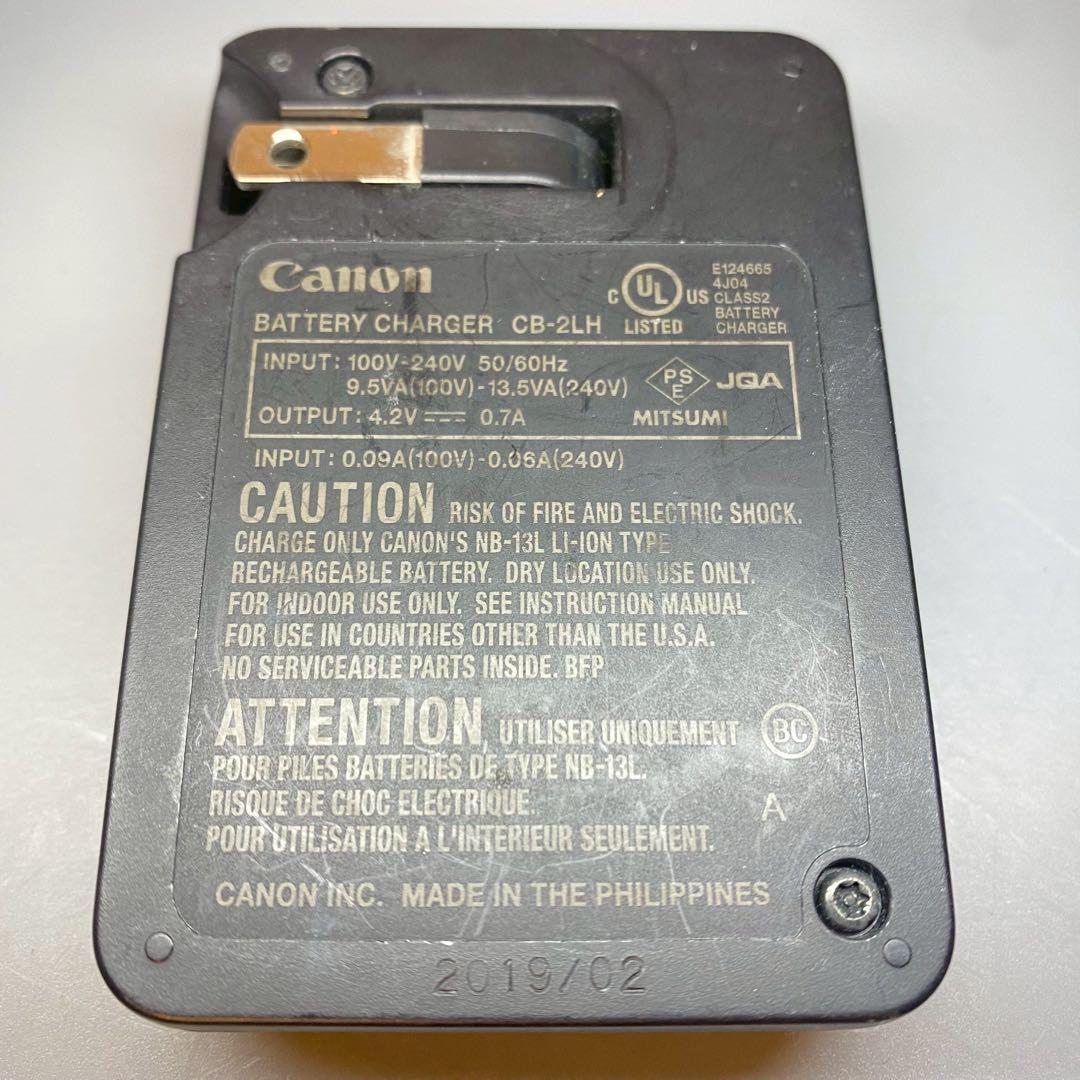 Canon
BATTERY CHARGER CB-2LH
C UL US
LISTED
E124665
4J04
CLASS2
BATTERY
CHARGER
INPUT: 100V-240V 50/60Hz
9.5VA(100V)-13.5VA(240V)
OUTPUT: 4.2V 0.7A
PS
E
JQA
MITSUMI
INPUT: 0.09A(100V)-0.06A(240V)
CAUTION RISK OF FIRE AND ELECTRIC SHOCK.
CHARGE ONLY CANON'S NB-13L LI-ION TYPE
RECHARGEABLE BATTERY. DRY LOCATION USE ONLY.
FOR INDOOR USE ONLY. SEE INSTRUCTION MANUAL
FOR USE IN COUNTRIES OTHER THAN THE U.S.A.
NO SERVICEABLE PARTS INSIDE. BFP
ATTENTION UTILISER UNIQUEMENT
POUR PILES BATTERIES DE TYPE NB-13L.
RISQUE DE CHOC ELECTRIQUE.
POUR UTILISATION A L'INTERIEUR SEULEMENT.
BC
A
CANON INC. MADE IN THE PHILIPPINES
2019/02